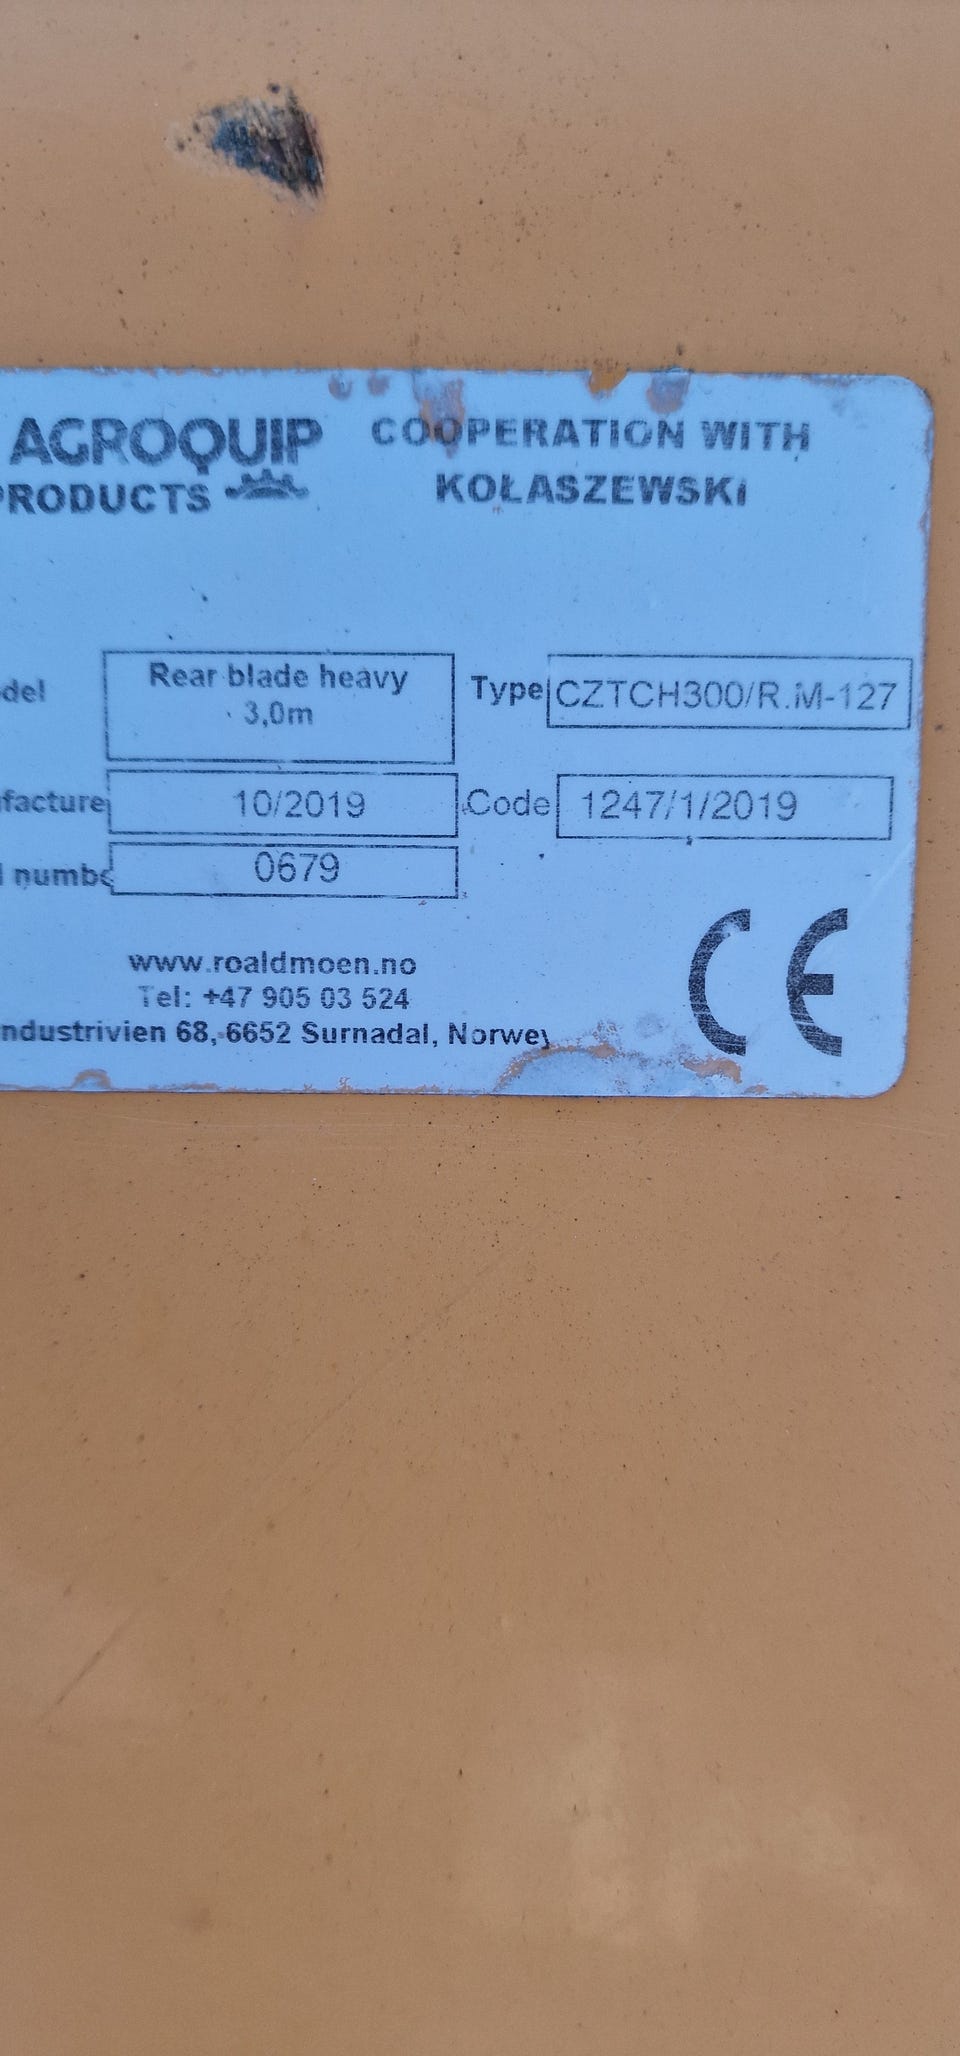 AGROQUIP COOPERATION WITH
PRODUCTS KOŁASZEWSKI
del Rear blade heavy Type CZTCH300/R.M-127
3,0m
facture 10/2019 Code 1247/1/2019
numbe 0679
www.roaldmoen.no
Tel: +47 905 03 524
ndustrivien 68, 6652 Surnadal, Norwey
CE